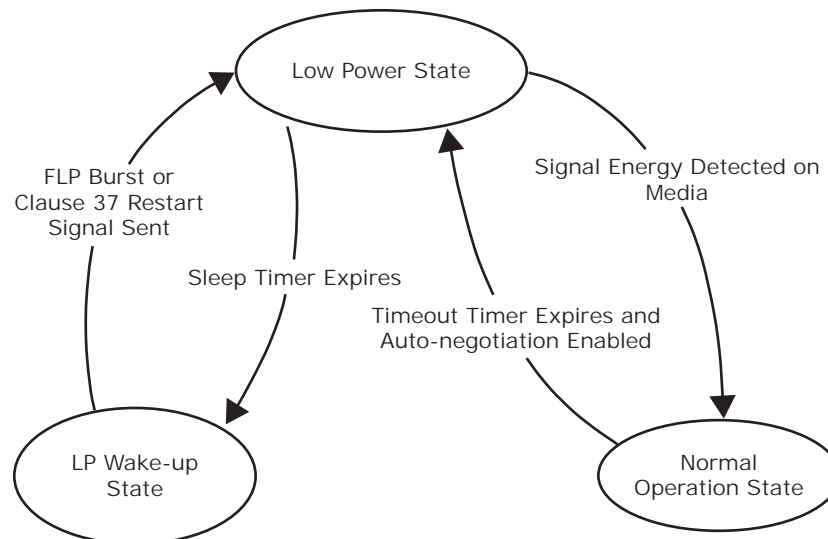 Low Power State
FLP Burst or
Clause 37 Restart
Signal Sent
Signal Energy Detected on
Media
Sleep Timer Expires
Timeout Timer Expires and
Auto-negotiation Enabled
LP Wake-up
State
Normal
Operation State